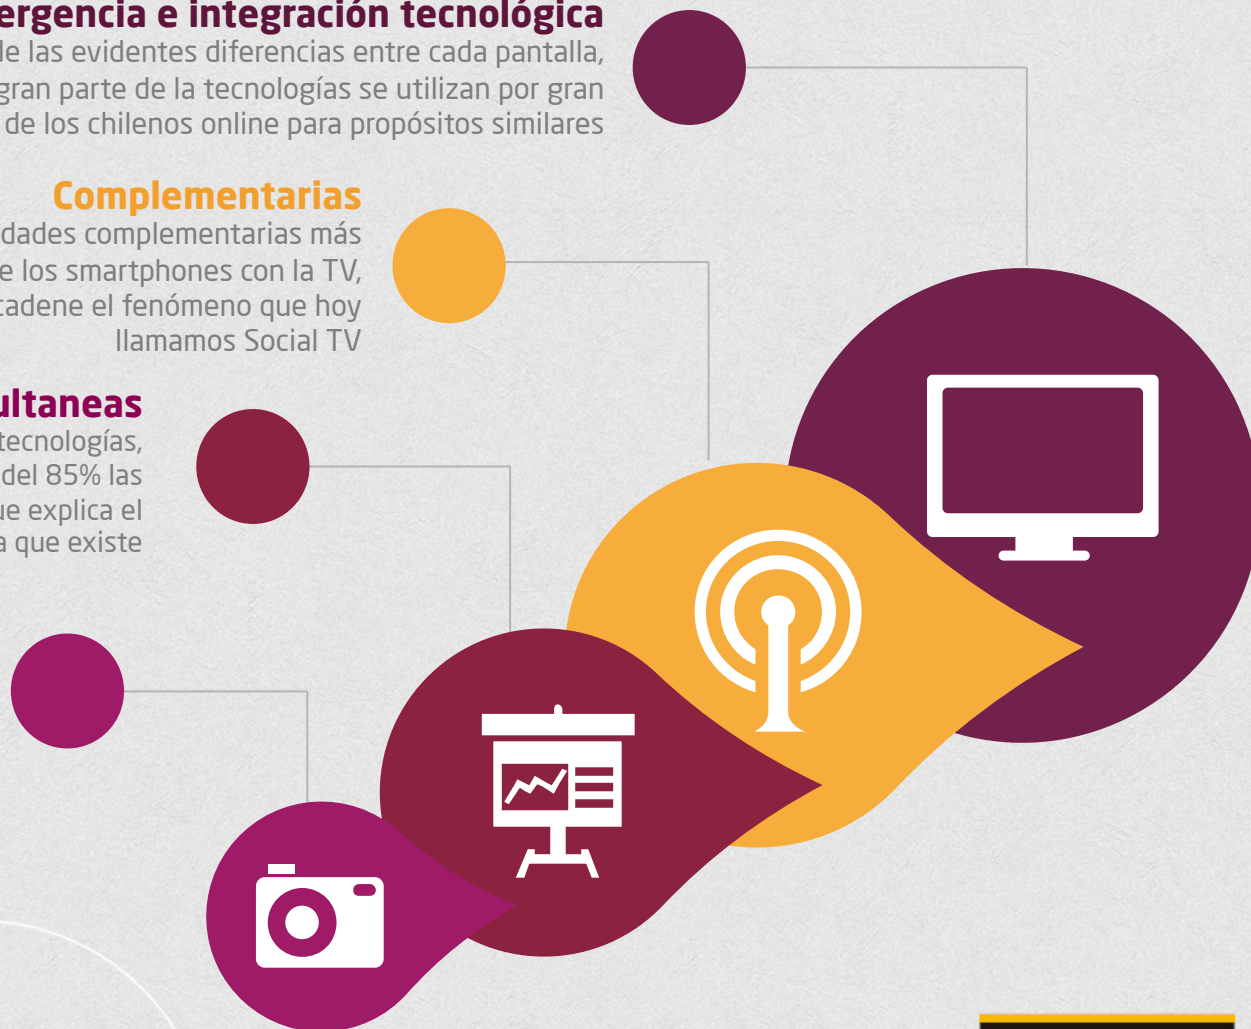 ergencia e integración tecnológica
de las evidentes diferencias entre cada pantalla,
gran parte de la tecnologías se utilizan por gran
de los chilenos online para propósitos similares
Complementarias
dades complementarias más
e los smartphones con la TV,
cadene el fenómeno que hoy
llamamos Social TV
ultaneas
tecnologías,
del 85% las
ue explica el
a que existe